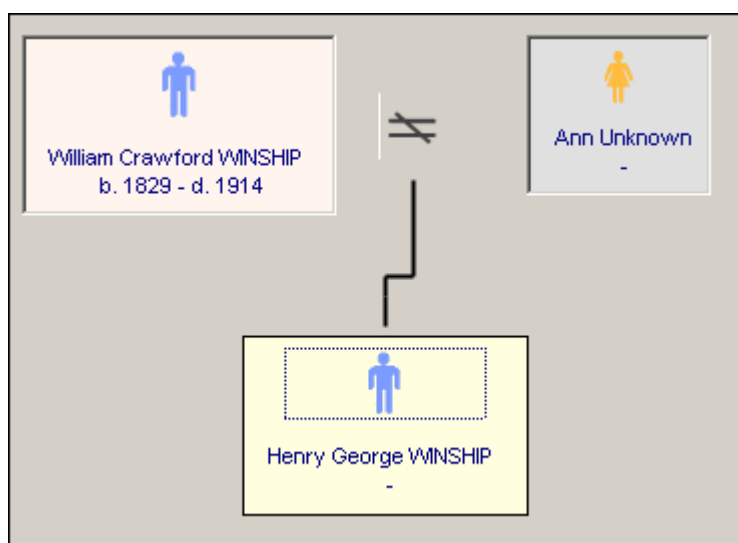 William Crawford WINSHIP
b. 1829 - d. 1914
Ann Unknown
-
Henry George WINSHIP
-